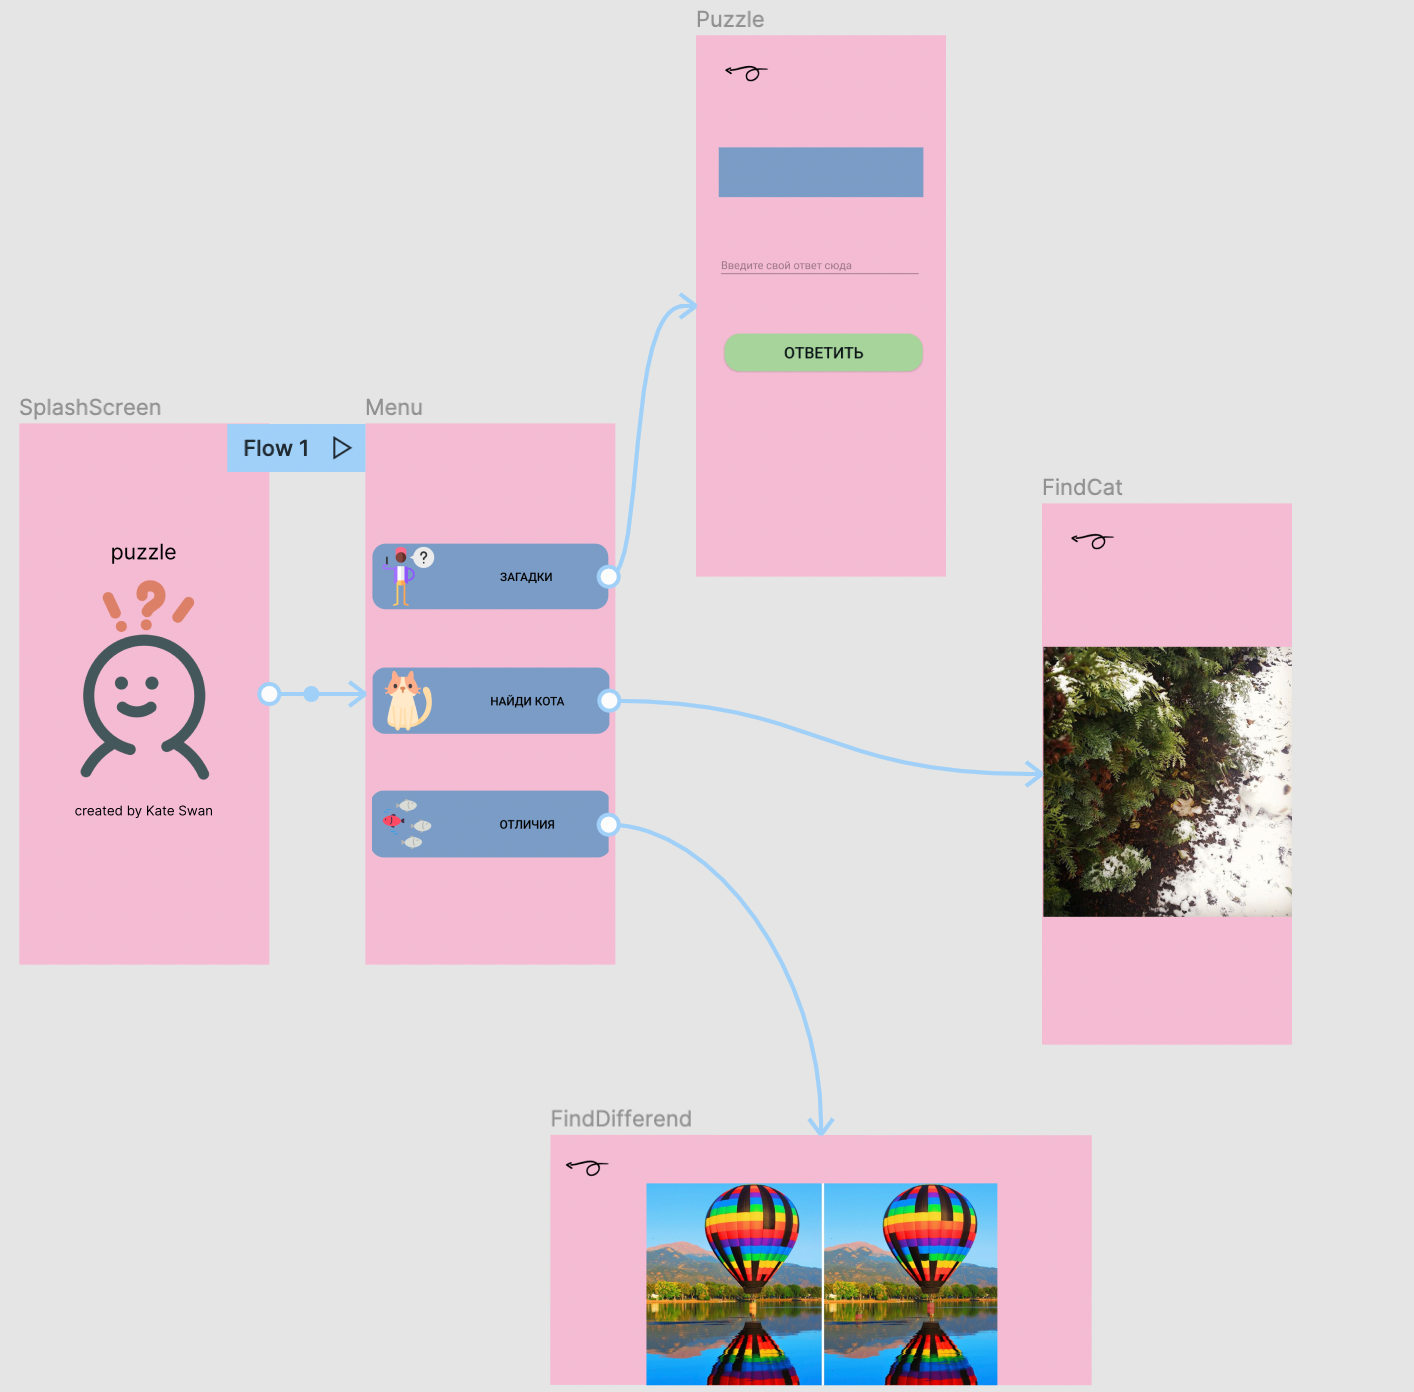 Puzzle
Введите свой ответ сюда
ОТВЕТИТЬ
SplashScreen
Flow 1
puzzle
created by Kate Swan
Menu
?
ЗАГАДКИ
НАЙДИ КОТА
ОТЛИЧИЯ
FindCat
FindDifferend